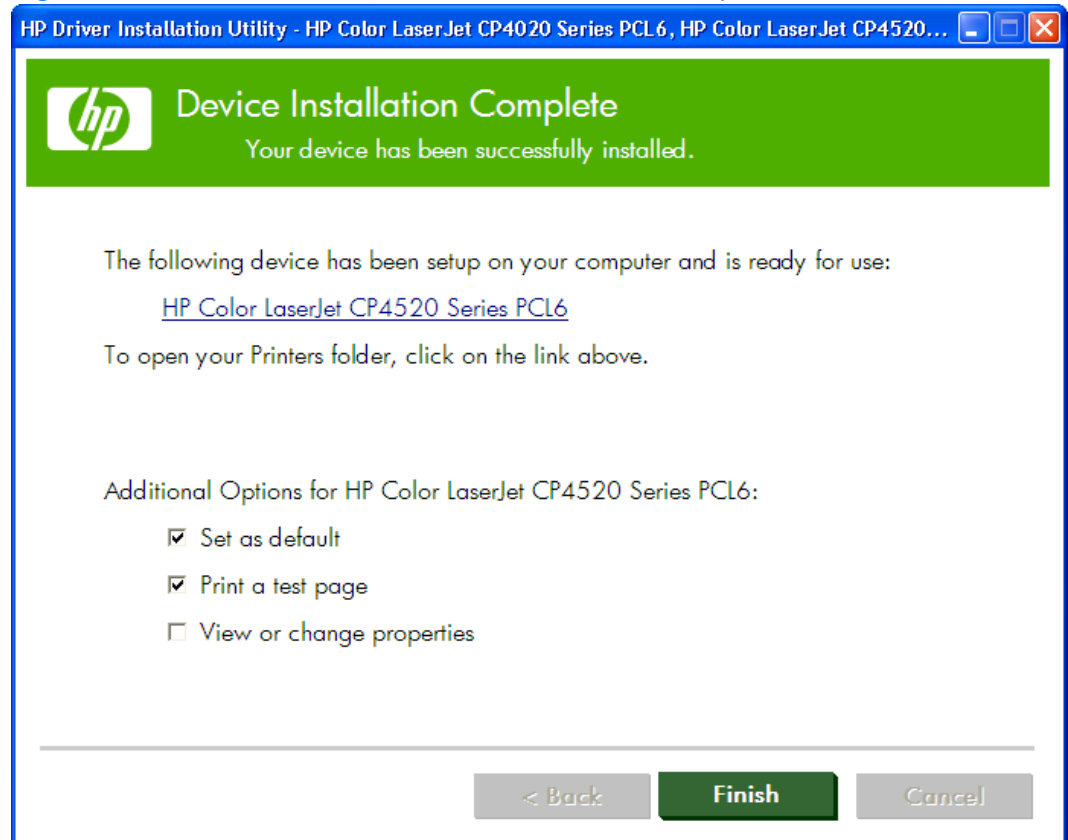 HP Driver Installation Utility - HP Color LaserJet CP4020 Series PCL6, HP Color LaserJet CP4520...
hp
Device Installation Complete
Your device has been successfully installed.
The following device has been setup on your computer and is ready for use:
HP Color LaserJet CP4520 Series PCL6
To open your Printers folder, click on the link above.
Additional Options for HP Color LaserJet CP4520 Series PCL6:
Set as default
Print a test page
View or change properties
< Back Finish Cancel